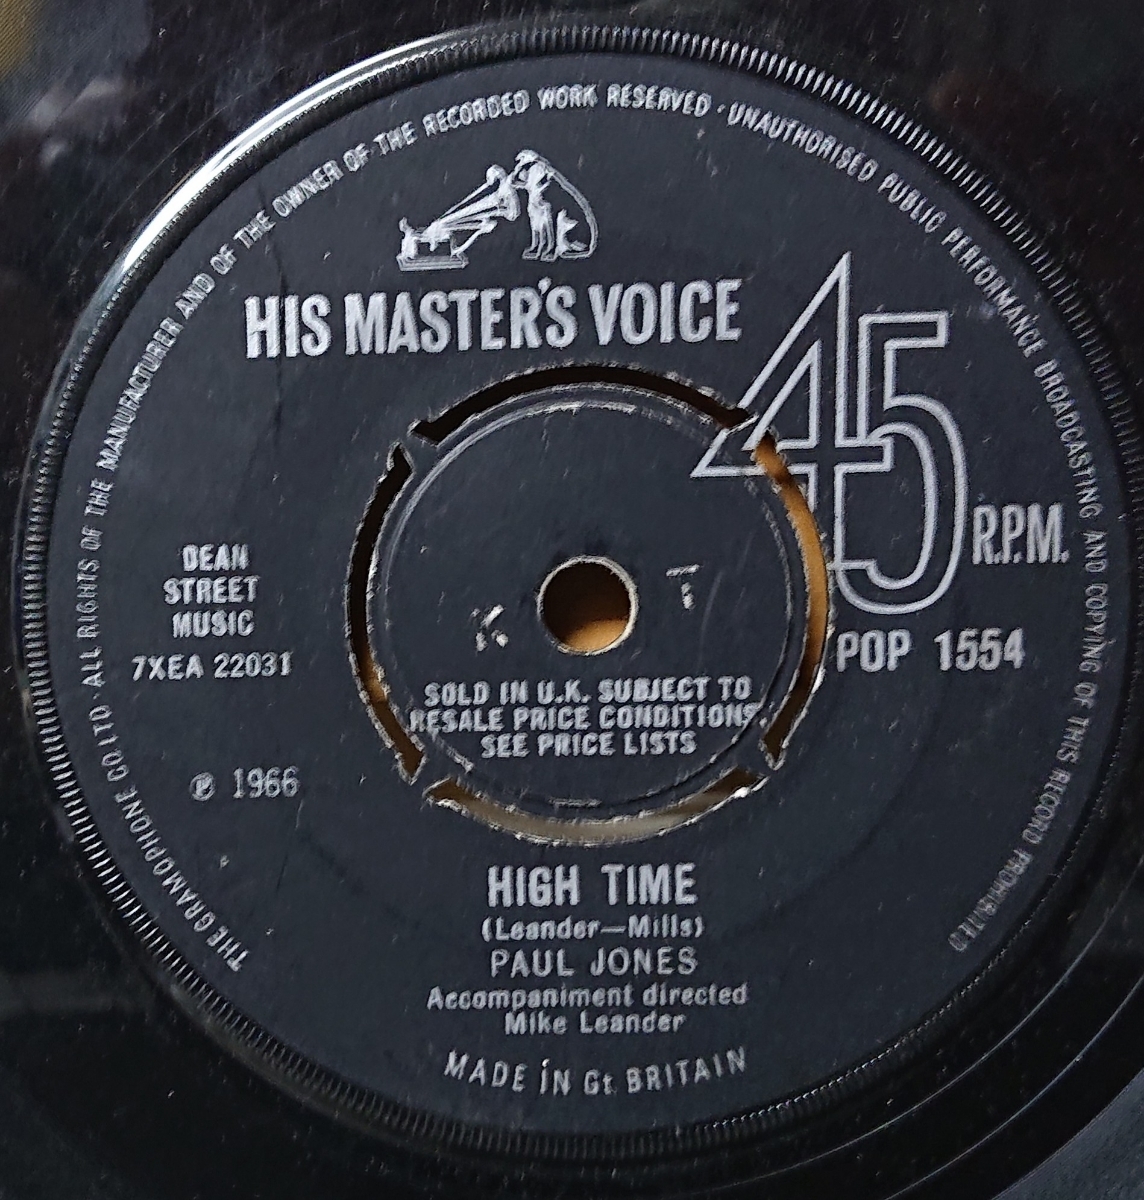 THE GRAMOPHONE CO LTD ALL RIGHTS OF THE MANUFACTURER AND OF THE OWNER OF THE RECORDED WORK RESERVED · UNAUTHORISED PUBLIC PERFORMANCE BROADCASTING AND COPYING OF THIS RECORD PROHIBITED
HIS MASTER'S VOICE
45
R.P.M.
DEAN
STREET
MUSIC
7XEA 22031
K T
POP 1554
SOLD IN U.K. SUBJECT TO
RESALE PRICE CONDITIONS.
SEE PRICE LISTS
℗ 1966
HIGH TIME
(Leander—Mills)
PAUL JONES
Accompaniment directed
Mike Leander
MADE iN Gt. BRITAIN